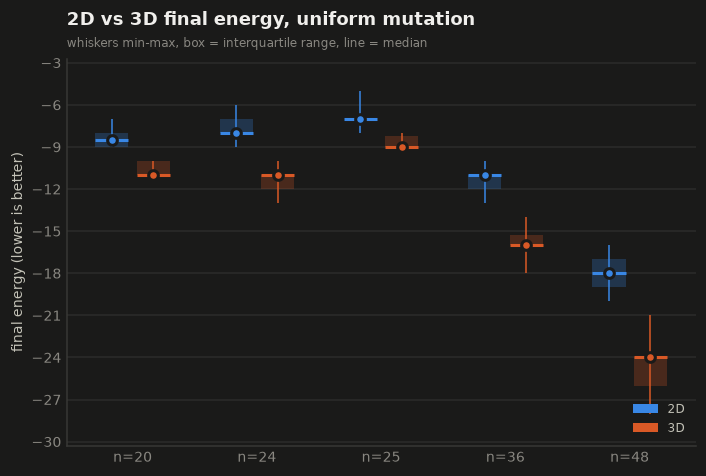 2D vs 3D final energy, uniform mutation
whiskers min-max, box = interquartile range, line = median
final energy (lower is better)
−3
−6
−9
−12
−15
−18
−21
−24
−27
−30
n=20 n=24 n=25 n=36 n=48
2D
3D